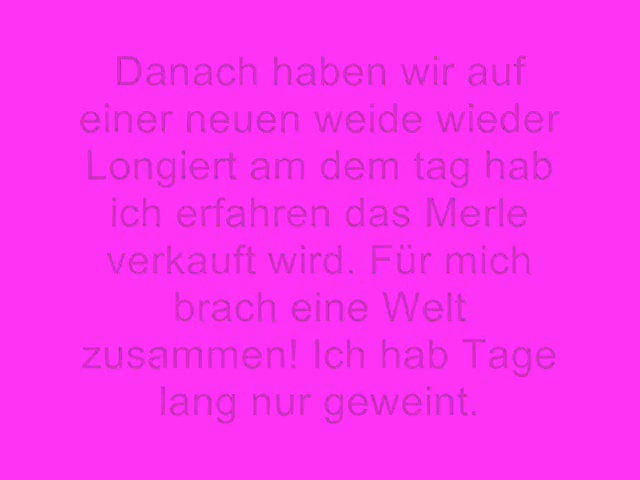 Danach haben wir auf
einer neuen weide wieder
Longiert am dem tag hab
ich erfahren das Merle
verkauft wird. Für mich
brach eine Welt
zusammen! Ich hab Tage
lang nur geweint.